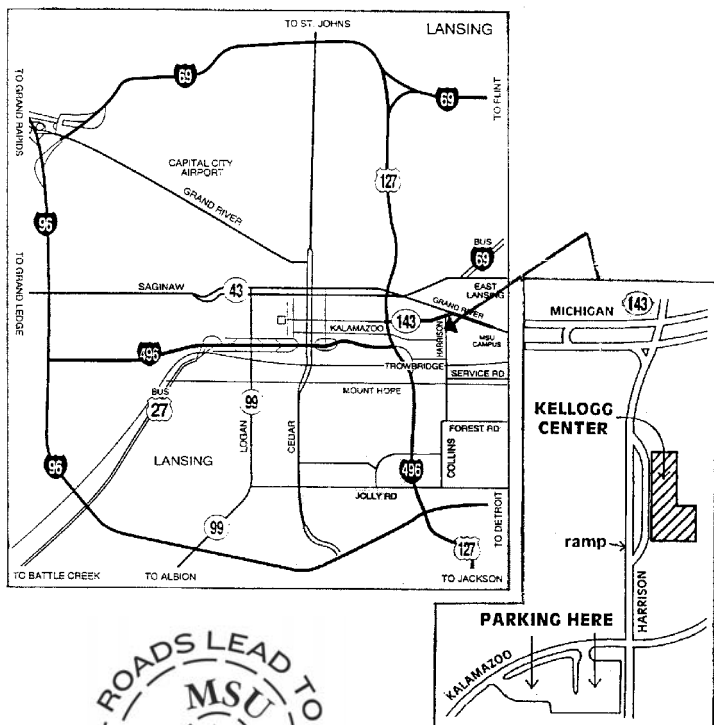 TO ST. JOHNS
LANSING
69
TO GRAND RAPIDS
69
TO FLINT
CAPITAL CITY
AIRPORT
127
GRAND RIVER
96
BUS
69
TO GRAND LEDGE
SAGINAW
43
EAST
LANSING
GRAND RIVER
143
KALAMAZOO
HARRISON
MSU
CAMPUS
496
TROWBRIDGE
SERVICE RD
BUS
27
MOUNT HOPE
99
LOGAN
CEDAR
FOREST RD
COLLINS
LANSING
96
496
JOLLY RD
99
TO DETROIT
127
TO BATTLE CREEK
TO ALBION
TO JACKSON
143
MICHIGAN
KELLOGG
CENTER
ramp
HARRISON
PARKING HERE
KALAMAZOO
ROADS LEAD TO
MSU